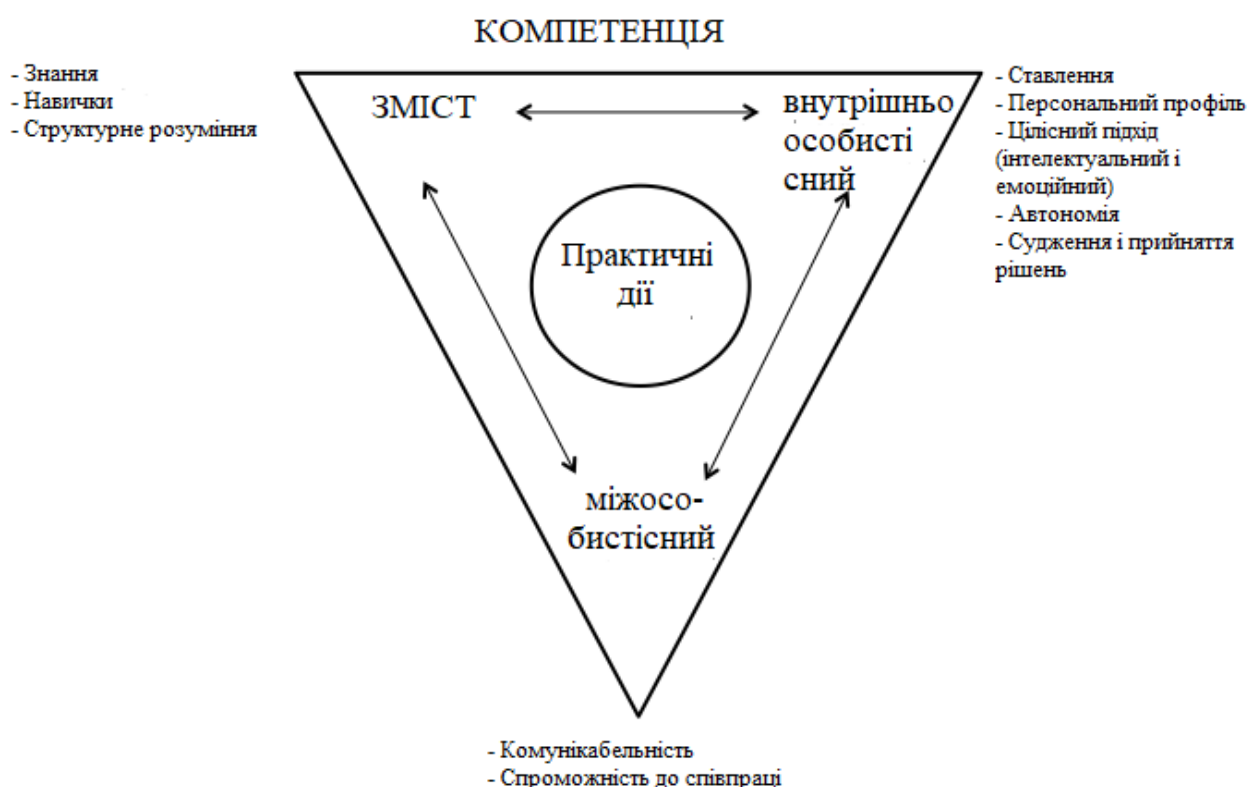 КОМПЕТЕНЦІЯ
- Знання
- Навички
- Структурне розуміння
ЗМІСТ
внутрішньо
особисті
сний
- Ставлення
- Персональний профіль
- Цілісний підхід
(інтелектуальний і
емоційний)
- Автономія
- Судження і прийняття
рішень
Практичні
дії
міжосо-
бистісний
- Комунікабельність
- Спроможність до співпраці